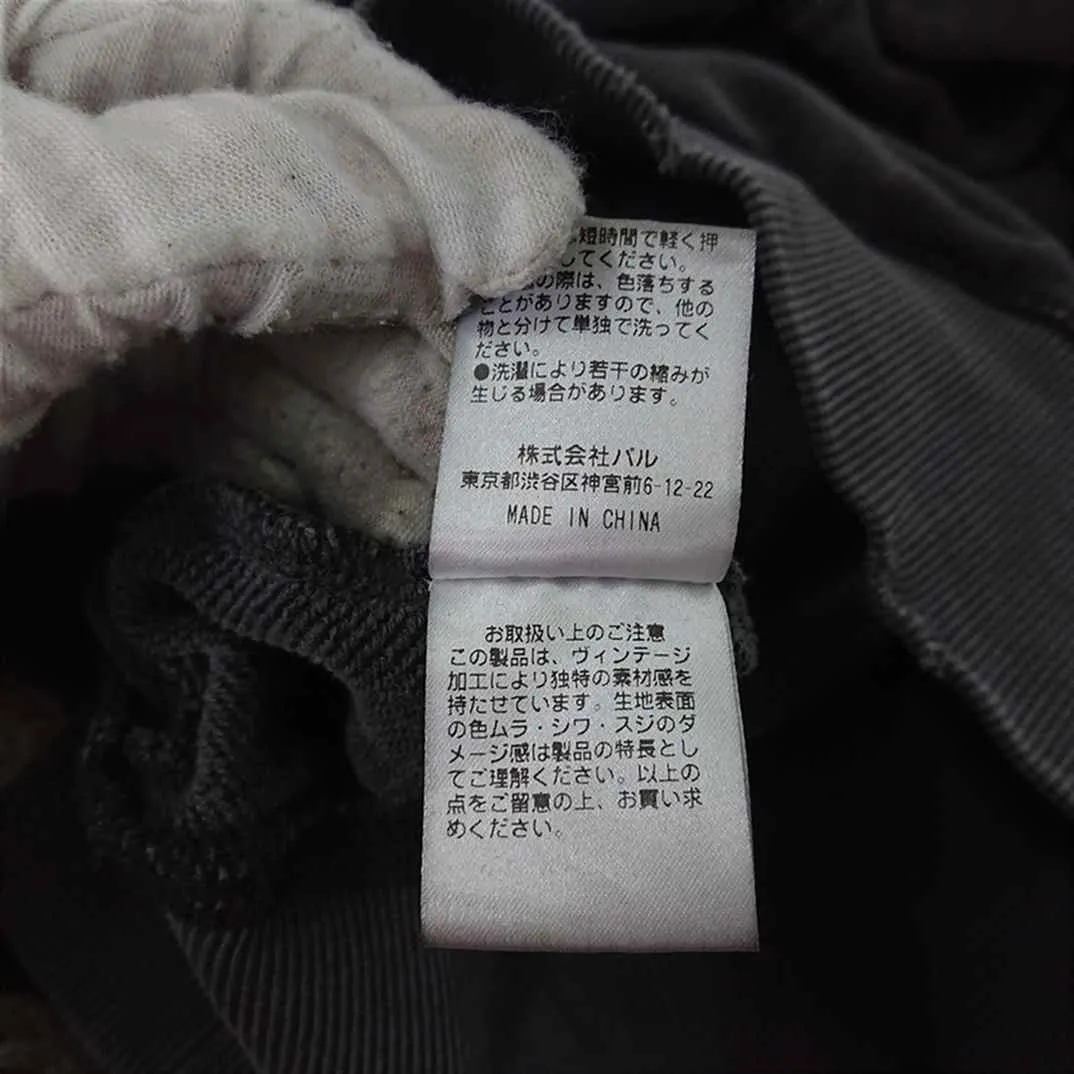 短時間で軽く押
してください。
の際は、色落ちする
ことがありますので、他の
物と分けて単独で洗ってく
ださい。
●洗濯により若干の縮みが
生じる場合があります。
株式会社バル
東京都渋谷区神宮前6-12-22
MADE IN CHINA
お取扱い上のご注意
この製品は、ヴィンテージ
加工により独特の素材感を
持たせています。生地表面
の色ムラ・シワ・スジのダ
メージ感は製品の特長とし
てご理解ください。以上の
点をご留意の上、お買い求
めください。